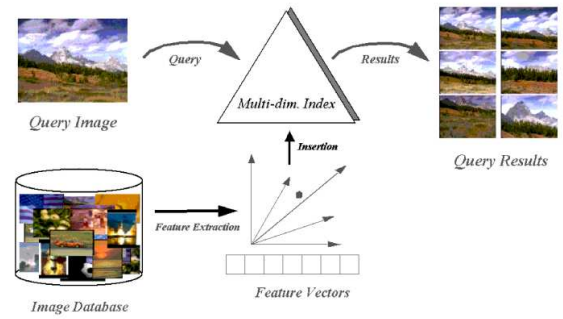 Query
Results
Multi-dim. Index
Query Image
Insertion
Query Results
Feature Extraction
Image Database
Feature Vectors